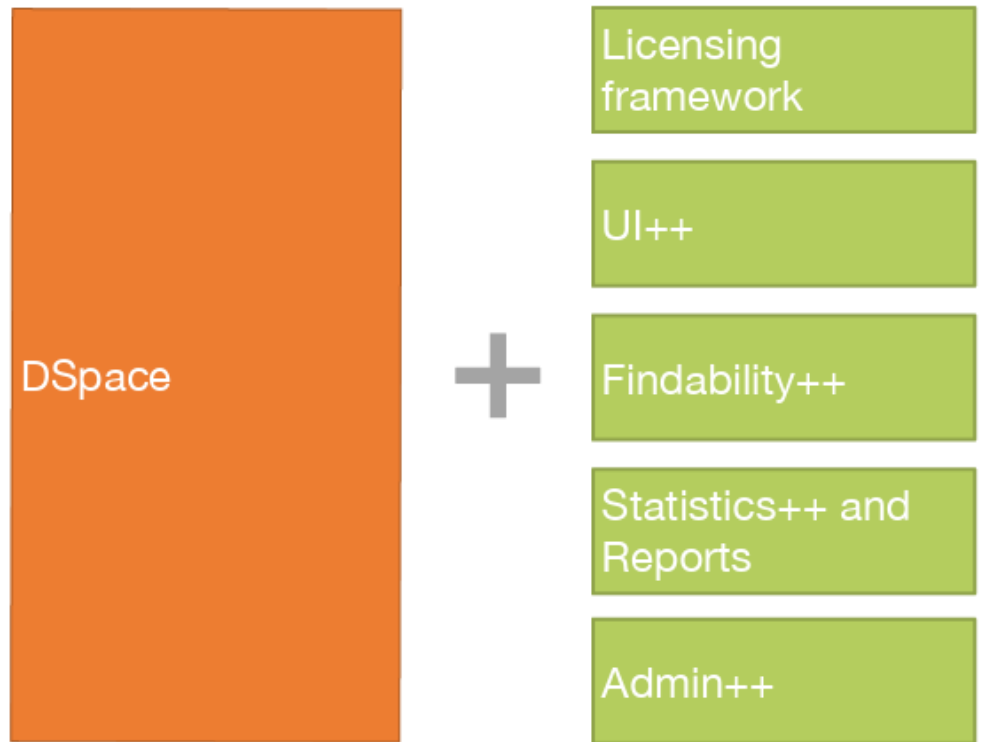 DSpace
+
Licensing
framework
UI++
Findability++
Statistics++ and
Reports
Admin++